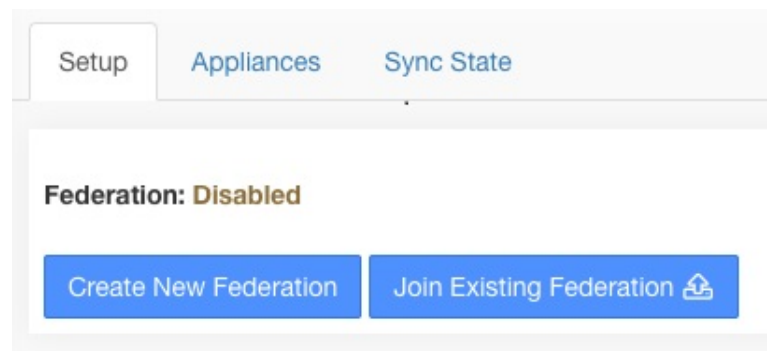 Setup Appliances Sync State
Federation: Disabled
Create New Federation Join Existing Federation